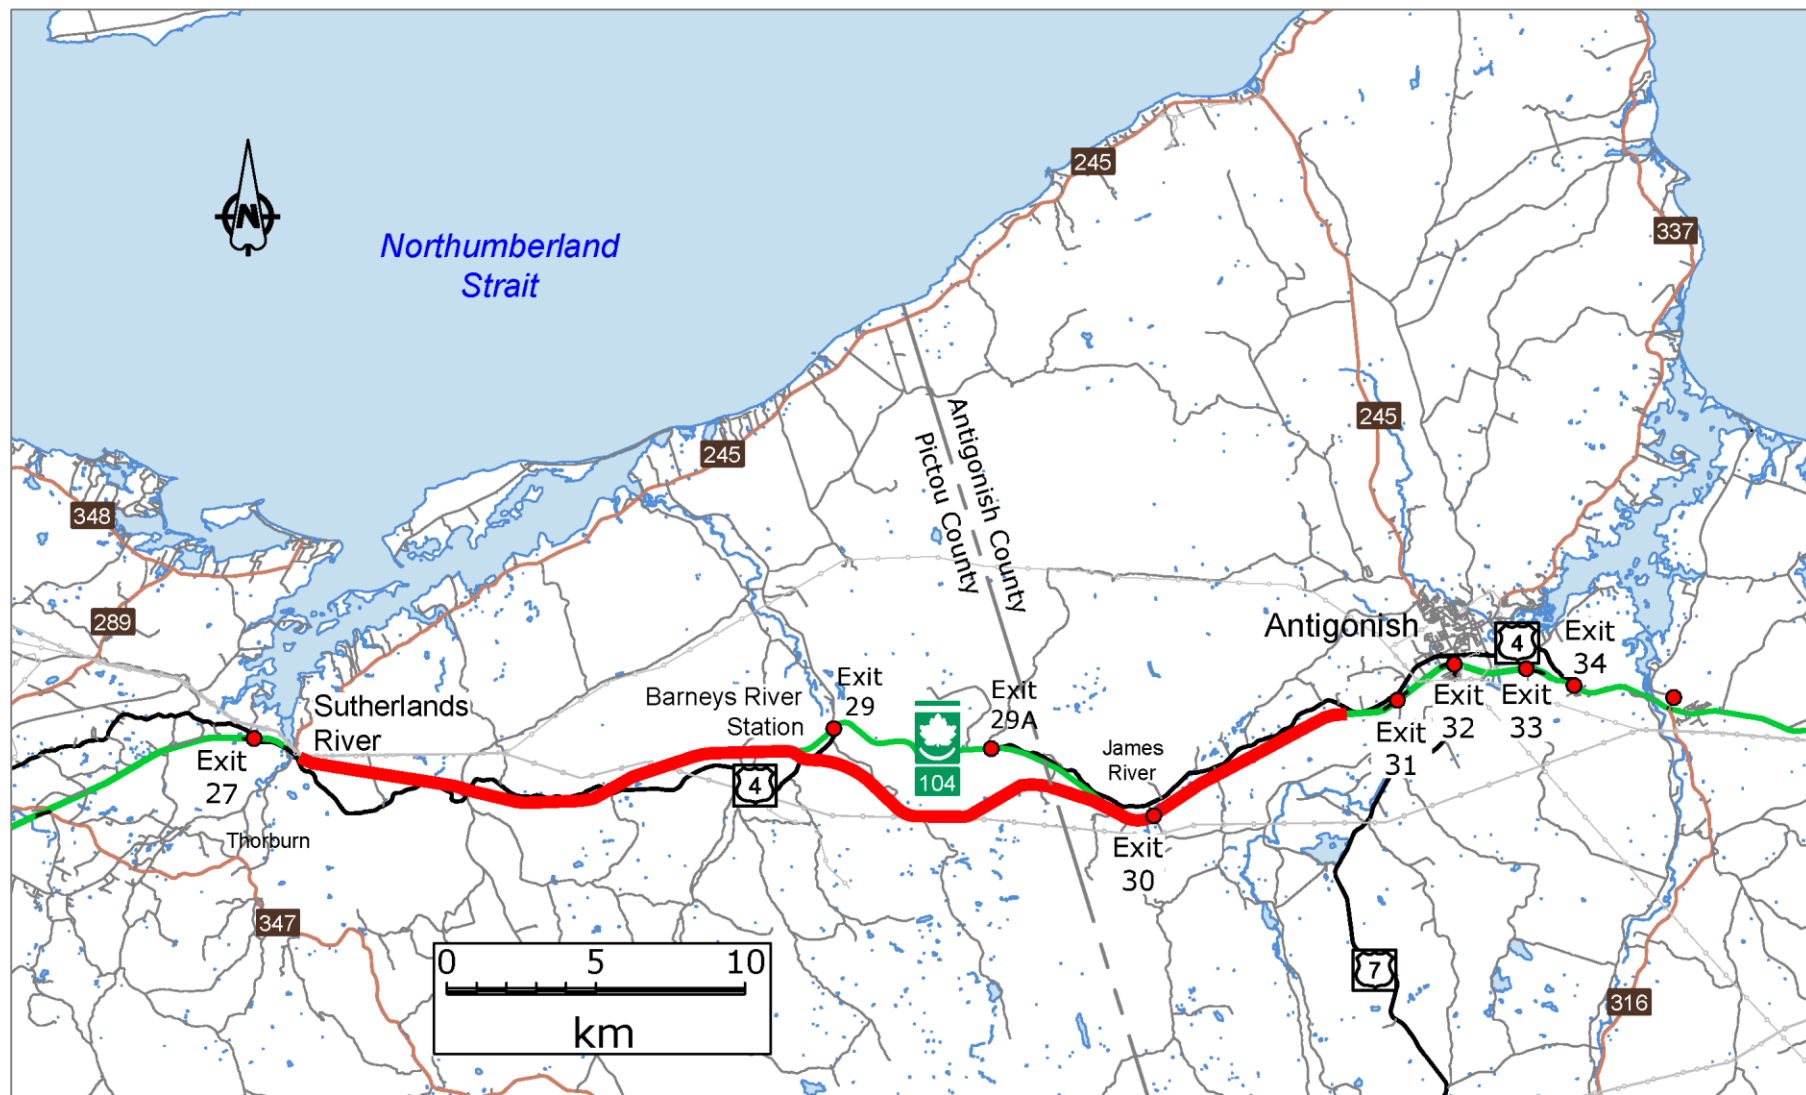 245
N
337
Northumberland
Strait
245
245
Antigonish County
Pictou County
348
289
Antigonish
4
Exit
34
Sutherlands
River
Barneys River
Station
Exit
29
Exit
29A
Exit
27
James
River
Exit
31
Exit
32
Exit
33
4
104
Thorburn
Exit
30
347
0 5 10
km
7
316